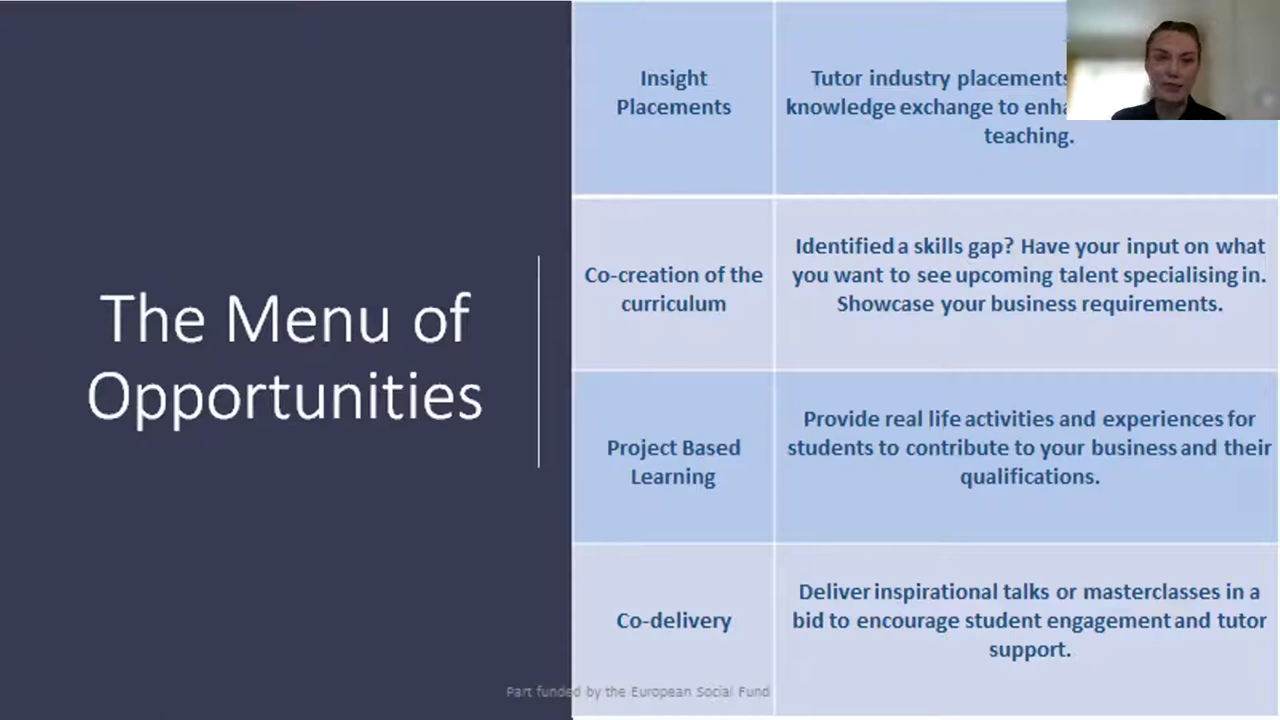 The Menu of
Opportunities
Insight
Placements
Tutor industry placements
knowledge exchange to
teaching.
Co-creation of the
curriculum
Identified a skills gap? Have your input on what
you want to see upcoming talent specialising in.
Showcase your business requirements.
Project Based
Learning
Provide real life activities and experiences for
students to contribute to your business and their
qualifications.
Co-delivery
Deliver inspirational talks or masterclasses in a
bid to encourage student engagement and tutor
support.
Part funded by the European Social Fund